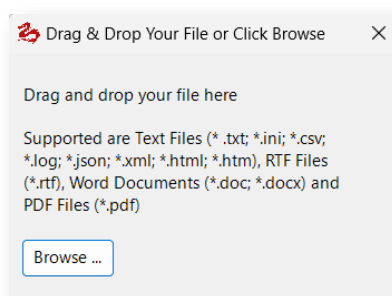 Drag & Drop Your File or Click Browse
Drag and drop your file here
Supported are Text Files (* .txt; *.ini; *.csv;
*.log; *.json; *.xml; *.html; *.htm), RTF Files
(*.rtf), Word Documents (*.doc; *.docx) and
PDF Files (*.pdf)
Browse ...